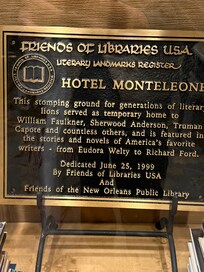 FRIENDS OF LIBRARIES U.S.A.
LITERARY LANDMARKS REGISTER
HOTEL MONTELEONE
This stomping ground for generations of literary
lions served as temporary home to
William Faulkner, Sherwood Anderson, Truman
Capote and countless others, and is featured in
the stories and novels of America's favorite
writers - from Eudora Welty to Richard Ford.
Dedicated June 25, 1999
By Friends of Libraries USA
And
Friends of the New Orleans Public Library